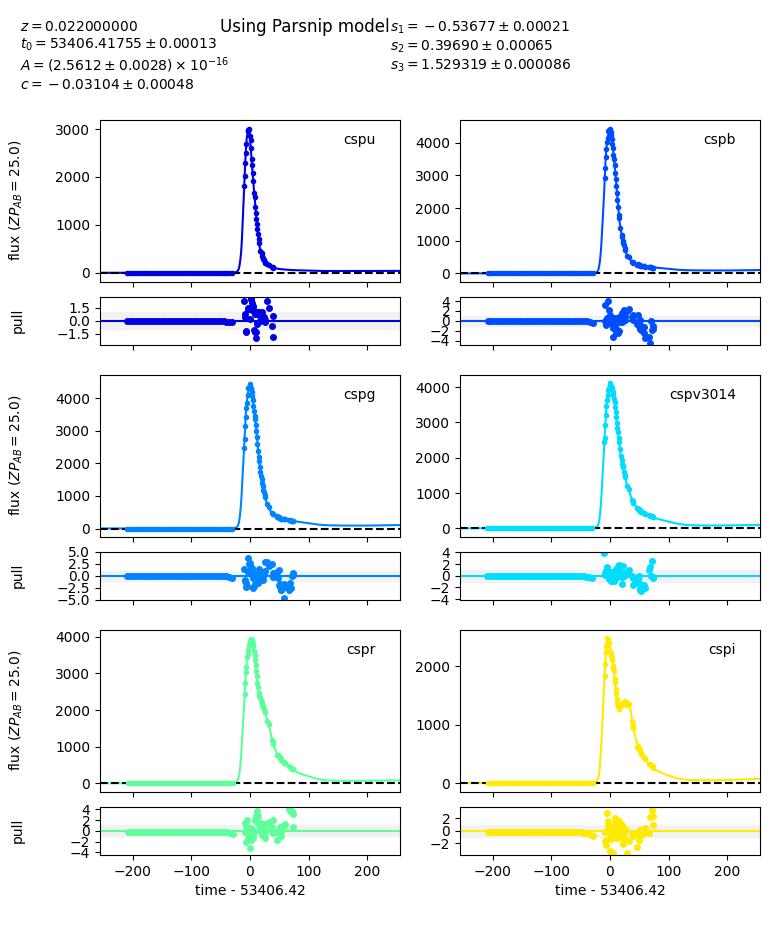 Using Parsnip model
z = 0.022000000
t₀ = 53406.41755 ± 0.00013
A = (2.5612 ± 0.0028) × 10⁻¹⁶
c = −0.03104 ± 0.00048
s₁ = −0.53677 ± 0.00021
s₂ = 0.39690 ± 0.00065
s₃ = 1.529319 ± 0.000086
flux (ZP_AB = 25.0)
3000
2000
1000
0
cspu
4000
3000
2000
1000
0
cspb
pull
1.5
0.0
−1.5
4
2
0
−2
−4
flux (ZP_AB = 25.0)
4000
3000
2000
1000
0
cspg
4000
3000
2000
1000
0
cspv3014
pull
5.0
2.5
0.0
−2.5
−5.0
4
2
0
−2
−4
flux (ZP_AB = 25.0)
4000
3000
2000
1000
0
cspr
2000
1000
0
cspi
pull
4
2
0
−2
−4
2
0
−2
−200 −100 0 100 200
time - 53406.42
−200 −100 0 100 200
time - 53406.42